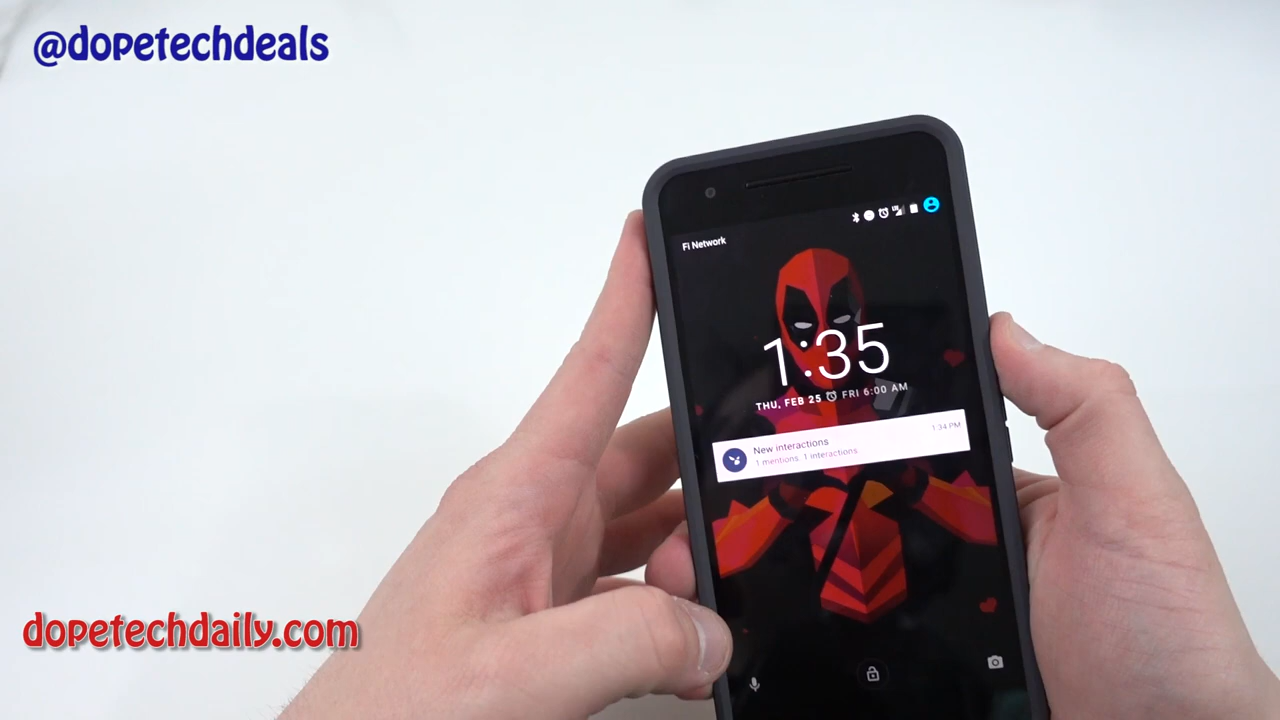 @dopetechdeals
Fi Network
LTE
1:35
THU, FEB 25 FRI 6:00 AM
New interactions 1:34 PM
1 mentions, 1 interactions
dopetechdaily.com